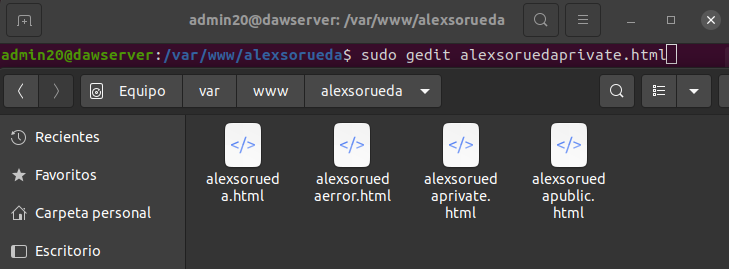 admin20@dawserver: /var/www/alexsorueda
admin20@dawserver:/var/www/alexsorueda$ sudo gedit alexsoruedaprivate.html
Equipo var www alexsorueda
Recientes
Favoritos
Carpeta personal
Escritorio
</>
alexsorued
a.html
</>
alexsorued
aerror.html
</>
alexsorued
aprivate.
html
</>
alexsorued
apublic.
html